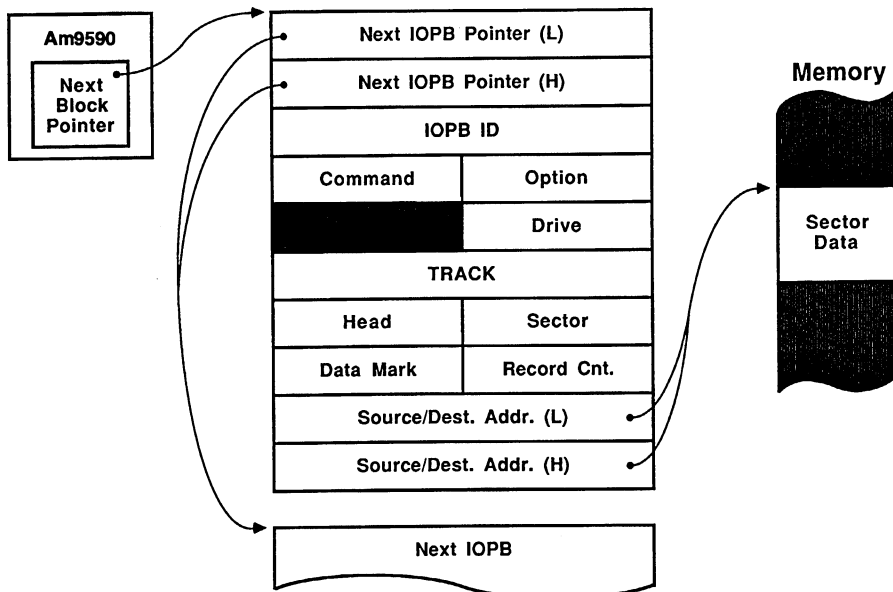 Am9590
Next
Block
Pointer
Next IOPB Pointer (L)
Next IOPB Pointer (H)
IOPB ID
Command
Option
Drive
TRACK
Head
Sector
Data Mark
Record Cnt.
Source/Dest. Addr. (L)
Source/Dest. Addr. (H)
Next IOPB
Memory
Sector
Data